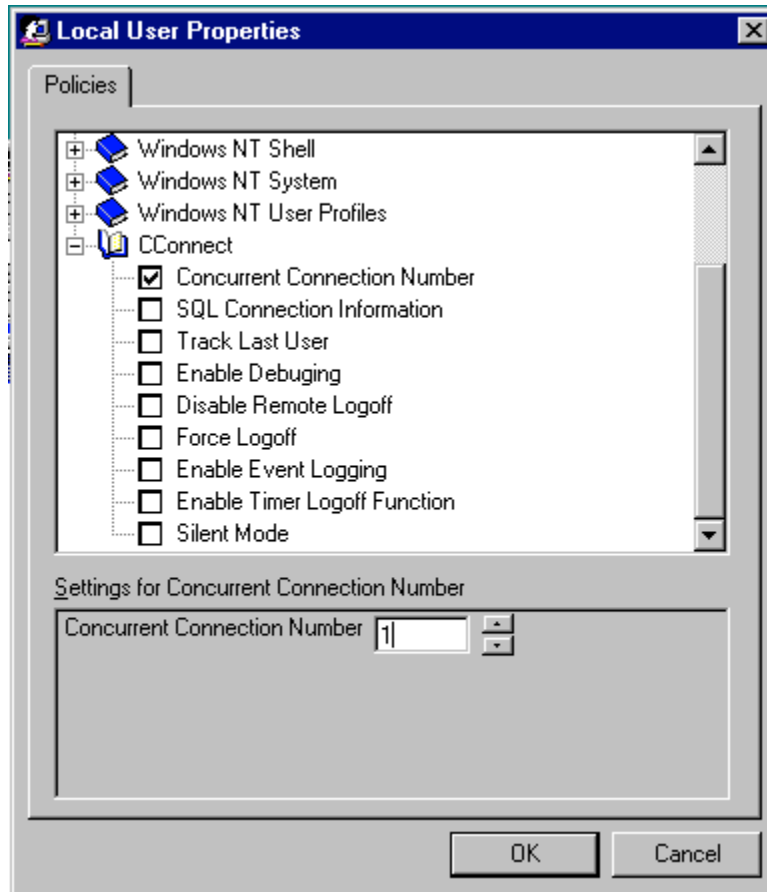 Local User Properties
Policies
Windows NT Shell
Windows NT System
Windows NT User Profiles
CConnect
Concurrent Connection Number
SQL Connection Information
Track Last User
Enable Debuging
Disable Remote Logoff
Force Logoff
Enable Event Logging
Enable Timer Logoff Function
Silent Mode
Settings for Concurrent Connection Number
Concurrent Connection Number 1
OK Cancel